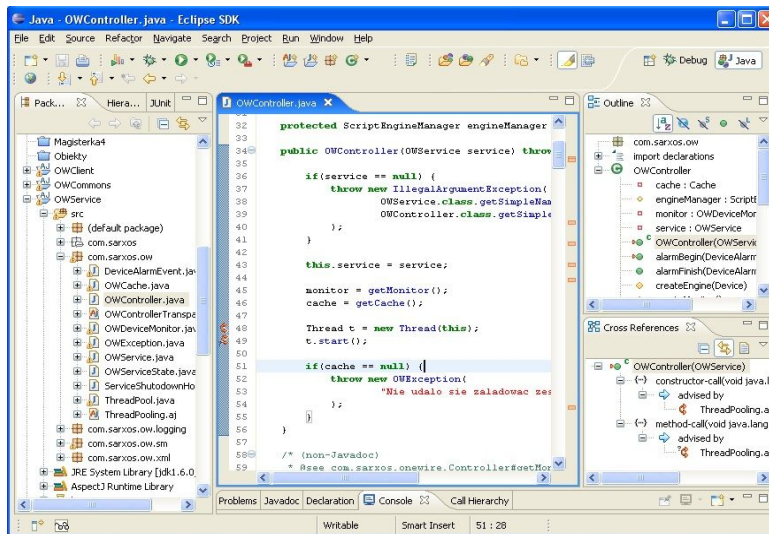 Java - OWController.java - Eclipse SDK
File Edit Source Refactor Navigate Search Project Run Window Help
Debug Java
Pack... Hiera... JUnit
Magisterka4
Obiekty
OWClient
OWCommons
OWService
src
(default package)
com.sarxos
com.sarxos.ow
DeviceAlarmEvent.jav
OWCache.java
OWController.java
OWControllerTranspa
OWDeviceMonitor.jav
OWException.java
OWService.java
OWServiceState.java
ServiceShutodownHo
ThreadPool.java
ThreadPooling.aj
com.sarxos.ow.logging
com.sarxos.ow.sm
com.sarxos.ow.xml
JRE System Library [jdk1.6.0_
AspectJ Runtime Library
OWController.java
32 protected ScriptEngineManager engineManager
33
34 public OWController(OWService service) throw
35
36 if(service == null) {
37 throw new IllegalArgumentException(
38 OWService.class.getSimpleNam
39 OWController.class.getSimple
40 );
41 }
42
43 this.service = service;
44
45 monitor = getMonitor();
46 cache = getCache();
47
48 Thread t = new Thread(this);
49 t.start();
50
51 if(cache == null) {
52 throw new OWException(
53 "Nie udalo sie zaladowac zes
54 );
55 }
56 }
57
58 /* (non-Javadoc)
59 * @see com.sarxos.onewire.Controller#getMon
Outline
com.sarxos.ow
import declarations
OWController
cache : Cache
engineManager : ScriptE
monitor : OWDeviceMor
service : OWService
OWController(OWServic
alarmBegin(DeviceAlarm
alarmFinish(DeviceAlarr
createEngine(Device)
Cross References
OWController(OWService)
constructor-call(void java.l
advised by
ThreadPooling.a
method-call(void java.lang
advised by
ThreadPooling.a
Problems Javadoc Declaration Console Call Hierarchy
Writable Smart Insert 51 : 28